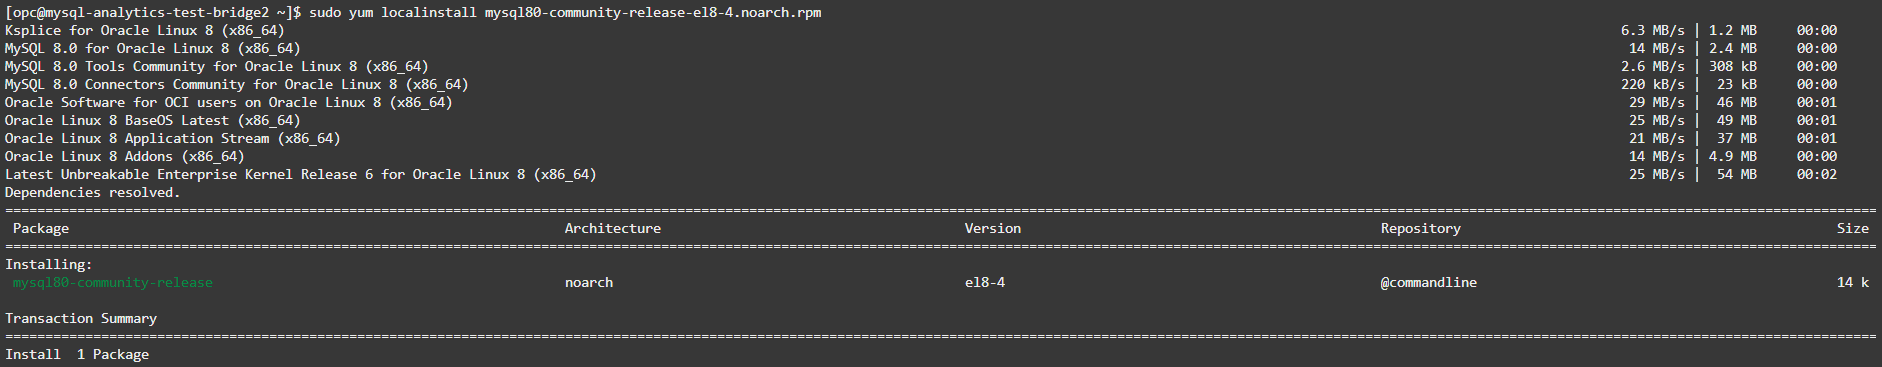 [opc@mysql-analytics-test-bridge2 ~]$ sudo yum localinstall mysql80-community-release-el8-4.noarch.rpm
Ksplice for Oracle Linux 8 (x86_64) 6.3 MB/s | 1.2 MB 00:00
MySQL 8.0 for Oracle Linux 8 (x86_64) 14 MB/s | 2.4 MB 00:00
MySQL 8.0 Tools Community for Oracle Linux 8 (x86_64) 2.6 MB/s | 308 kB 00:00
MySQL 8.0 Connectors Community for Oracle Linux 8 (x86_64) 220 kB/s | 23 kB 00:00
Oracle Software for OCI users on Oracle Linux 8 (x86_64) 29 MB/s | 46 MB 00:01
Oracle Linux 8 BaseOS Latest (x86_64) 25 MB/s | 49 MB 00:01
Oracle Linux 8 Application Stream (x86_64) 21 MB/s | 37 MB 00:01
Oracle Linux 8 Addons (x86_64) 14 MB/s | 4.9 MB 00:00
Latest Unbreakable Enterprise Kernel Release 6 for Oracle Linux 8 (x86_64) 25 MB/s | 54 MB 00:02
Dependencies resolved.
Package Architecture Version Repository Size
Installing:
mysql80-community-release noarch el8-4 @commandline 14 k
Transaction Summary
Install 1 Package